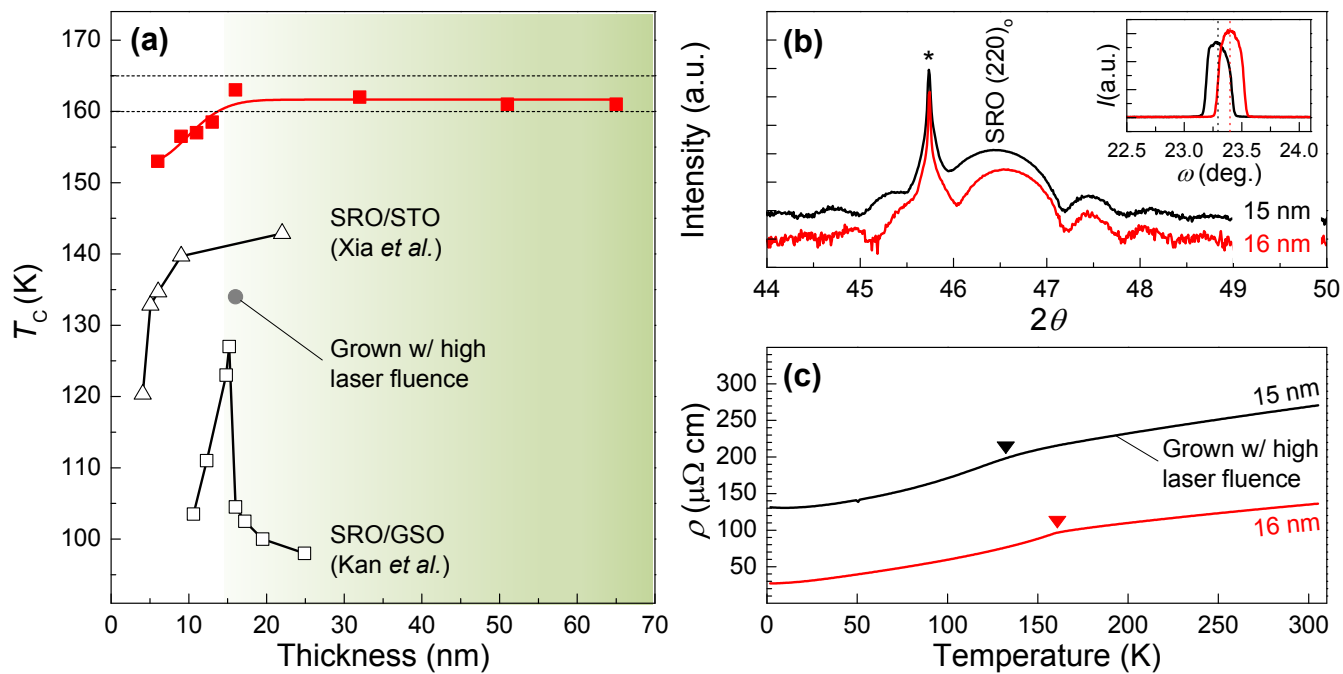 (a)
170
160
150
140
130
120
110
100
T_C (K)
SRO/STO
(Xia et al.)
Grown w/ high
laser fluence
SRO/GSO
(Kan et al.)
0 10 20 30 40 50 60 70
Thickness (nm)
(b)
Intensity (a.u.)
*
SRO (220)_o
I(a.u.)
22.5 23.2 23.4 24.0
ω (deg.)
15 nm
16 nm
44 45 46 47 48 49 50
2θ
(c)
300
250
200
150
100
50
ρ (μΩ cm)
15 nm
Grown w/ high
laser fluence
16 nm
0 50 100 150 200 250 300
Temperature (K)